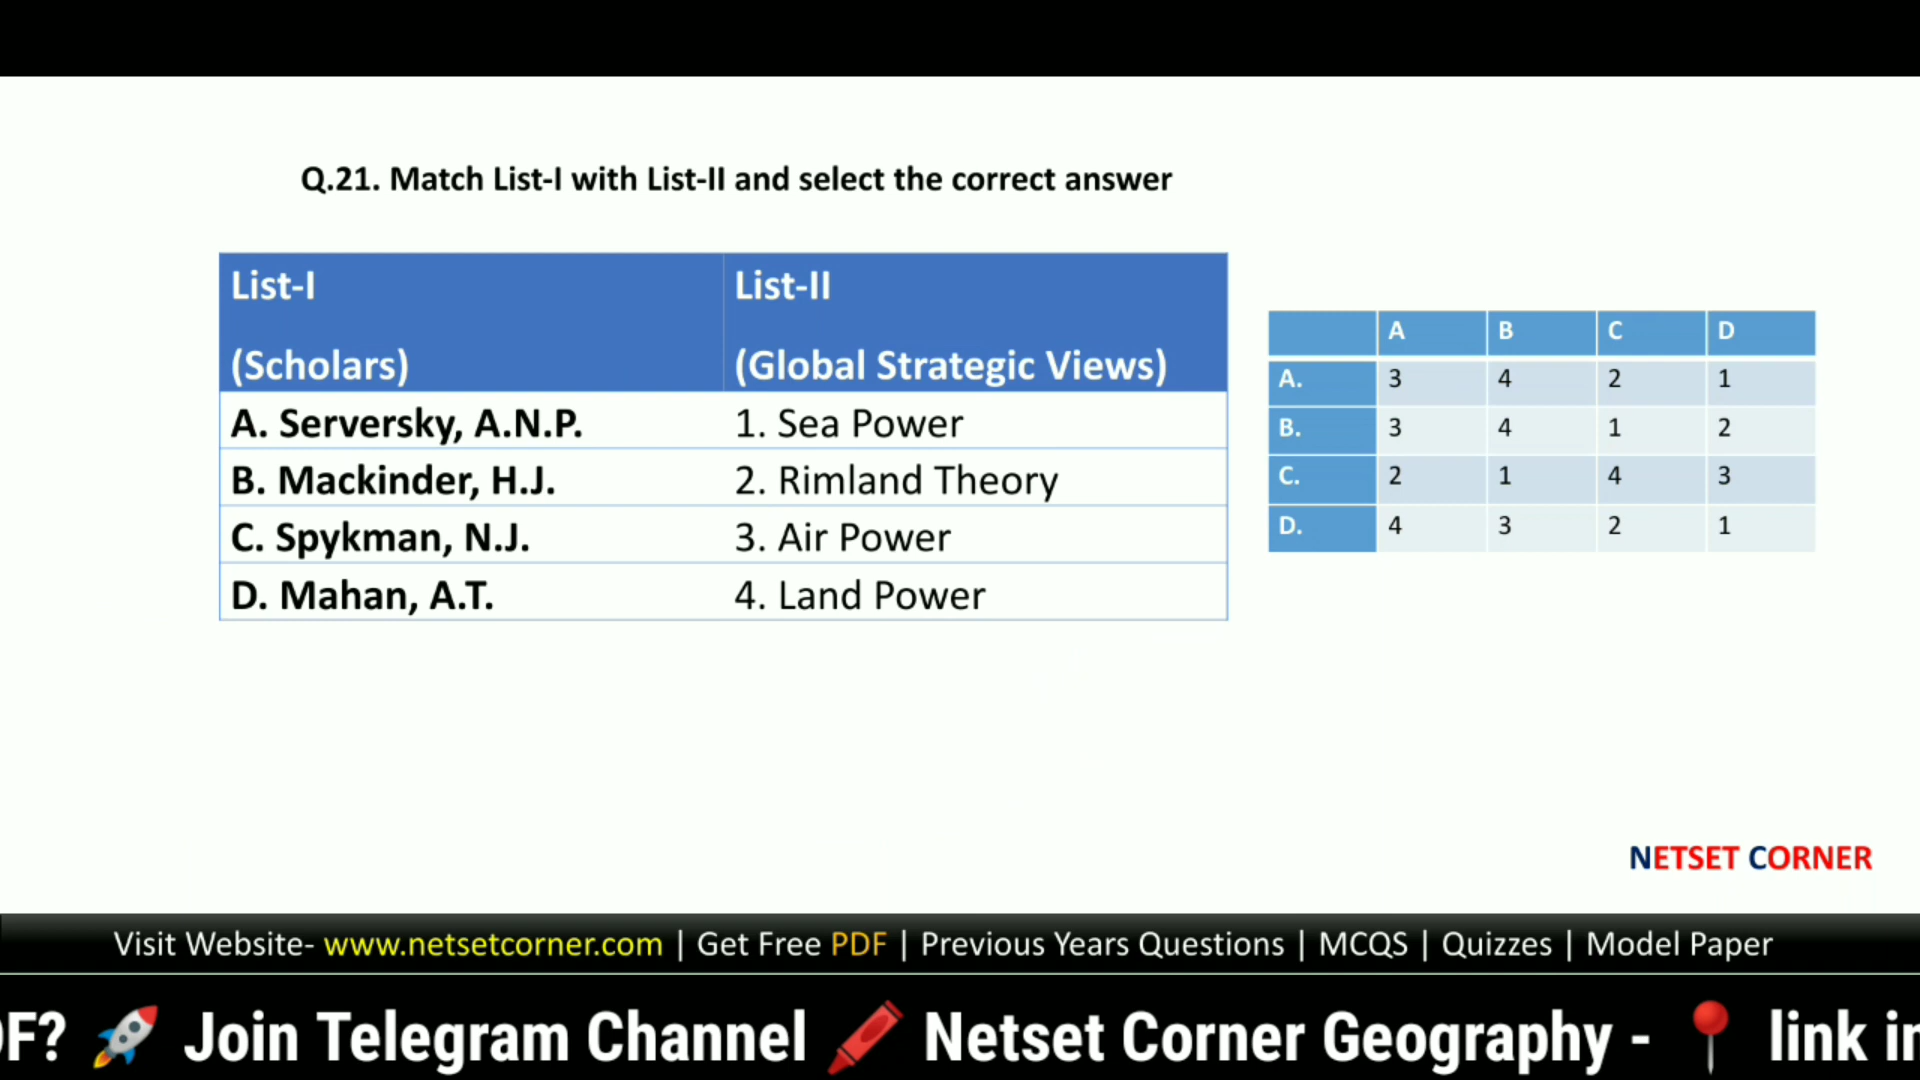 Q.21. Match List-I with List-II and select the correct answer
List-I List-II
(Scholars) (Global Strategic Views)
A. Serversky, A.N.P. 1. Sea Power
B. Mackinder, H.J. 2. Rimland Theory
C. Spykman, N.J. 3. Air Power
D. Mahan, A.T. 4. Land Power
A B C D
A. 3 4 2 1
B. 3 4 1 2
C. 2 1 4 3
D. 4 3 2 1
NETSET CORNER
Visit Website- www.netsetcorner.com | Get Free PDF | Previous Years Questions | MCQS | Quizzes | Model Paper
F? 🚀 Join Telegram Channel 🖍 Netset Corner Geography - 📍 link in